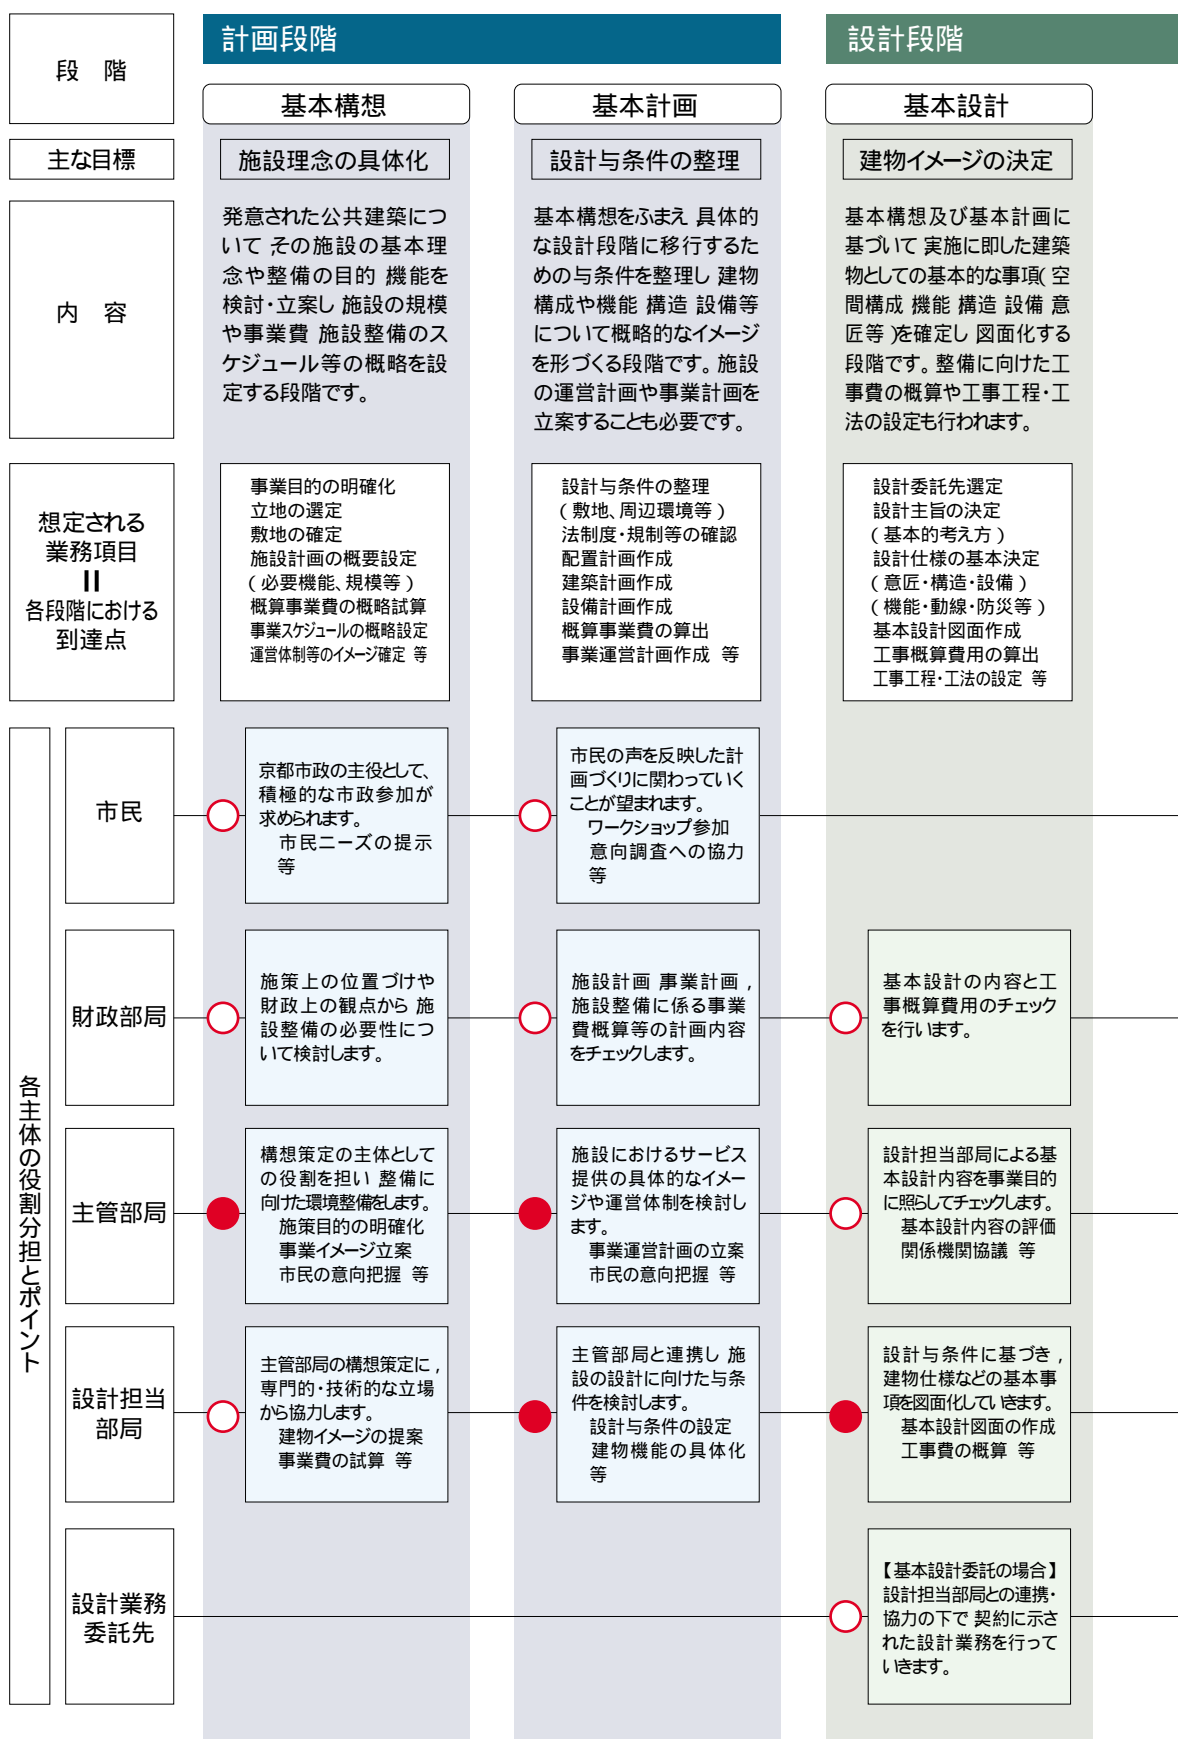 段　階
計画段階
設計段階
基本構想
基本計画
基本設計
主な目標
施設理念の具体化
設計与条件の整理
建物イメージの決定
内　容
発意された公共建築につ
いて その施設の基本理
念や整備の目的 機能を
検討・立案し 施設の規模
や事業費 施設整備のス
ケジュール等の概略を設
定する段階です。
基本構想をふまえ 具体的
な設計段階に移行するた
めの与条件を整理し 建物
構成や機能 構造 設備等
について概略的なイメージ
を形づくる段階です。施設
の運営計画や事業計画を
立案することも必要です。
基本構想及び基本計画に
基づいて 実施に即した建築
物としての基本的な事項( 空
間構成 機能 構造 設備 意
匠等 )を確定し 図面化する
段階です。整備に向けた工
事費の概算や工事工程・工
法の設定も行われます。
想定される
業務項目
=
各段階における
到達点
事業目的の明確化
立地の選定
敷地の確定
施設計画の概要設定
( 必要機能、規模等 )
概算事業費の概略試算
事業スケジュールの概略設定
運営体制等のイメージ確定 等
設計与条件の整理
( 敷地、周辺環境等 )
法制度・規制等の確認
配置計画作成
建築計画作成
設備計画作成
概算事業費の算出
事業運営計画作成 等
設計委託先選定
設計主旨の決定
( 基本的考え方 )
設計仕様の基本決定
( 意匠・構造・設備 )
( 機能・動線・防災等 )
基本設計図面作成
工事概算費用の算出
工事工程・工法の設定 等
各主体の役割分担とポイント
市民
京都市政の主役として、
積極的な市政参加が
求められます。
市民ニーズの提示
等
市民の声を反映した計
画づくりに関わっていく
ことが望まれます。
ワークショップ参加
意向調査への協力
等
財政部局
施策上の位置づけや
財政上の観点から 施
設整備の必要性につ
いて検討します。
施設計画 事業計画 ,
施設整備に係る事業
費概算等の計画内容
をチェックします。
基本設計の内容と工
事概算費用のチェック
を行います。
主管部局
構想策定の主体として
の役割を担い 整備に
向けた環境整備をします。
施策目的の明確化
事業イメージ立案
市民の意向把握 等
施設におけるサービス
提供の具体的なイメー
ジや運営体制を検討し
ます。
事業運営計画の立案
市民の意向把握 等
設計担当部局による基
本設計内容を事業目的
に照らしてチェックします。
基本設計内容の評価
関係機関協議 等
設計担当
部局
主管部局の構想策定に ,
専門的・技術的な立場
から協力します。
建物イメージの提案
事業費の試算 等
主管部局と連携し 施
設の設計に向けた与条
件を検討します。
設計与条件の設定
建物機能の具体化
等
設計与条件に基づき ,
建物仕様などの基本事
項を図面化していきます。
基本設計図面の作成
工事費の概算 等
設計業務
委託先
【基本設計委託の場合】
設計担当部局との連携・
協力の下で 契約に示さ
れた設計業務を行って
いきます。